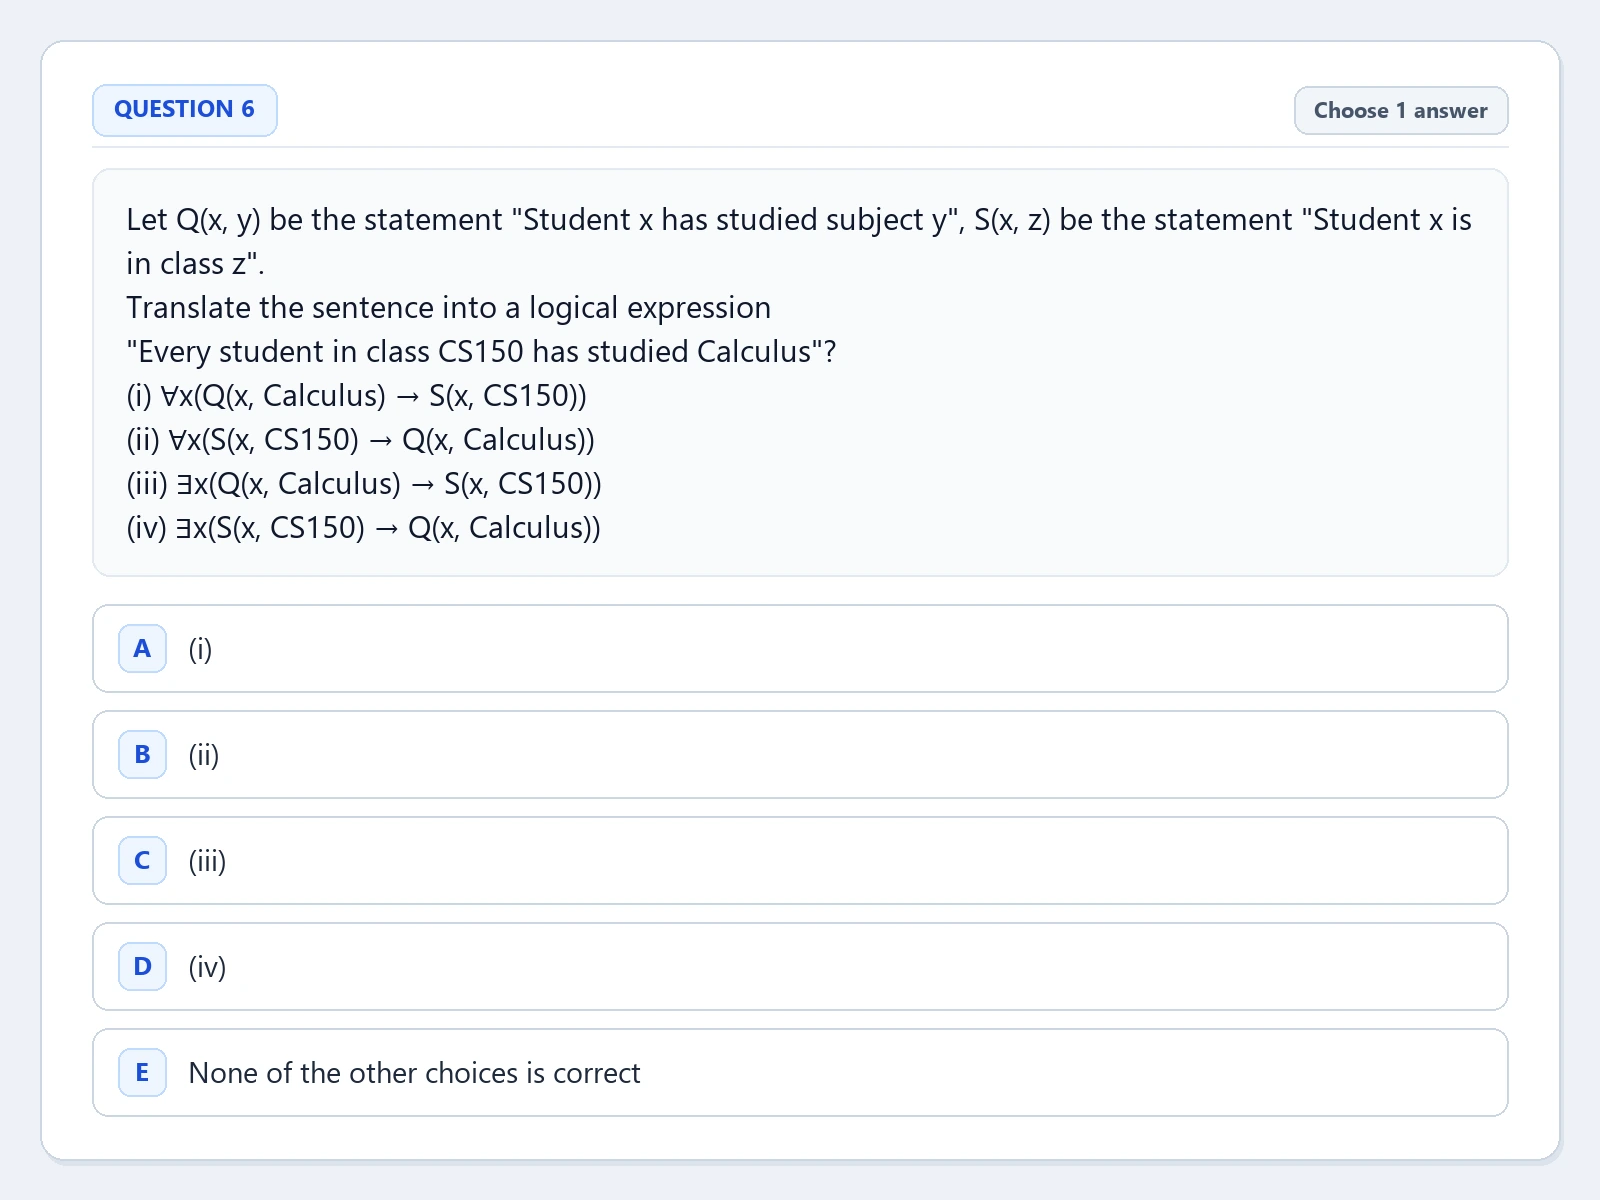 QUESTION 6
Choose 1 answer
Let Q(x, y) be the statement "Student x has studied subject y", S(x, z) be the statement "Student x is
in class z".
Translate the sentence into a logical expression
"Every student in class CS150 has studied Calculus"?
(i) ∀x(Q(x, Calculus) → S(x, CS150))
(ii) ∀x(S(x, CS150) → Q(x, Calculus))
(iii) ∃x(Q(x, Calculus) → S(x, CS150))
(iv) ∃x(S(x, CS150) → Q(x, Calculus))
A (i)
B (ii)
C (iii)
D (iv)
E None of the other choices is correct